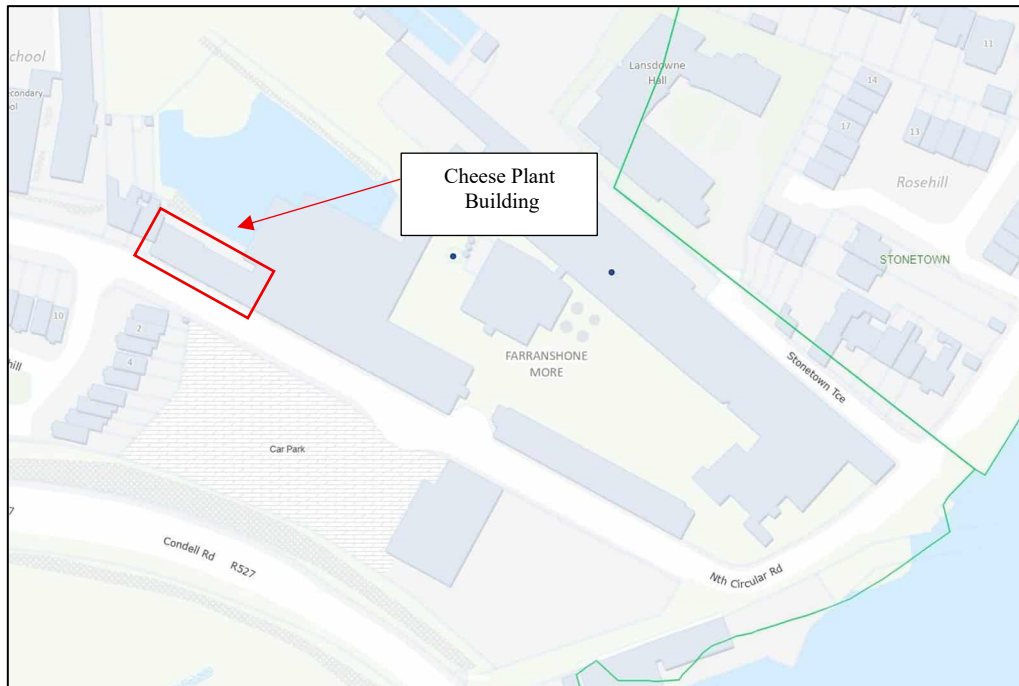 chool
condary
ol
Lansdowne
Hall
11
14
17
13
Rosehill
Cheese Plant
Building
STONETOWN
10
2
4
hill
FARRANSHONE
MORE
Stonetown Tce
Car Park
7
Condell Rd
R527
Nth Circular Rd